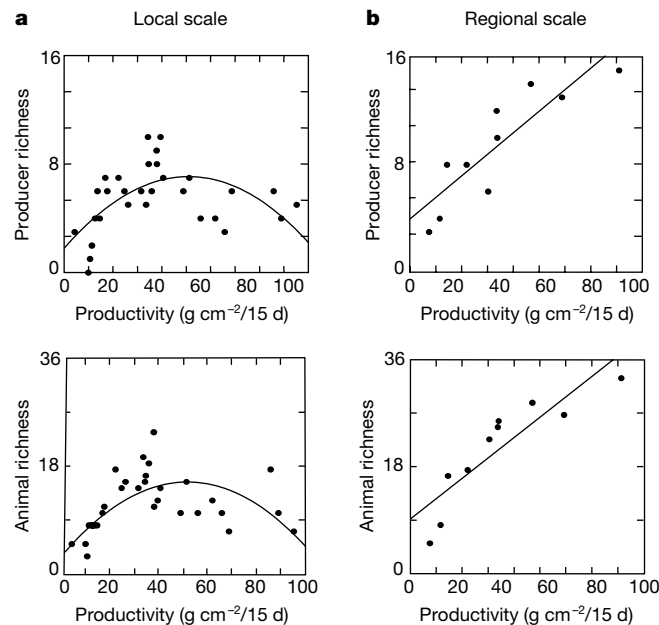 a Local scale
16
8
0
Producer richness
0 20 40 60 80 100
Productivity (g cm⁻²/15 d)
b Regional scale
16
8
0
Producer richness
0 20 40 60 80 100
Productivity (g cm⁻²/15 d)
36
18
0
Animal richness
0 20 40 60 80 100
Productivity (g cm⁻²/15 d)
36
18
0
Animal richness
0 20 40 60 80 100
Productivity (g cm⁻²/15 d)